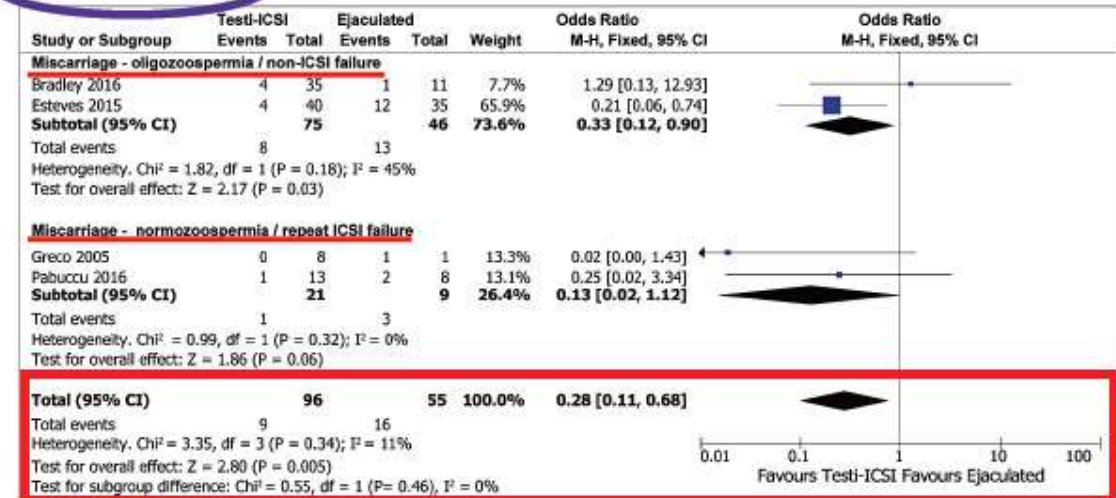 Testi-ICSI Ejaculated Odds Ratio Odds Ratio
Study or Subgroup Events Total Events Total Weight M-H, Fixed, 95% CI M-H, Fixed, 95% CI
Miscarriage - oligozoospermia / non-ICSI failure
Bradley 2016 4 35 1 11 7.7% 1.29 [0.13, 12.93]
Esteves 2015 4 40 12 35 65.9% 0.21 [0.06, 0.74]
Subtotal (95% CI) 75 46 73.6% 0.33 [0.12, 0.90]
Total events 8 13
Heterogeneity. Chi² = 1.82, df = 1 (P = 0.18); I² = 45%
Test for overall effect: Z = 2.17 (P = 0.03)
Miscarriage - normozoospermia / repeat ICSI failure
Greco 2005 0 8 1 1 13.3% 0.02 [0.00, 1.43]
Pabuccu 2016 1 13 2 8 13.1% 0.25 [0.02, 3.34]
Subtotal (95% CI) 21 9 26.4% 0.13 [0.02, 1.12]
Total events 1 3
Heterogeneity. Chi² = 0.99, df = 1 (P = 0.32); I² = 0%
Test for overall effect: Z = 1.86 (P = 0.06)
Total (95% CI) 96 55 100.0% 0.28 [0.11, 0.68]
Total events 9 16
Heterogeneity. Chi² = 3.35, df = 3 (P = 0.34); I² = 11%
Test for overall effect: Z = 2.80 (P = 0.005)
Test for subgroup difference: Chi² = 0.55, df = 1 (P= 0.46), I² = 0%
0.01 0.1 1 10 100
Favours Testi-ICSI Favours Ejaculated